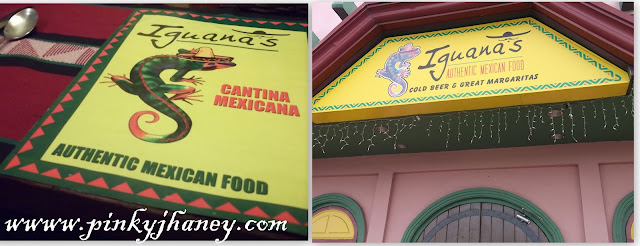 Iguana's
CANTINA
MEXICANA
AUTHENTIC MEXICAN FOOD
www.pinkyjhaney.com
Iguana's
AUTHENTIC MEXICAN FOOD
COLD BEER & GREAT MARGARITAS